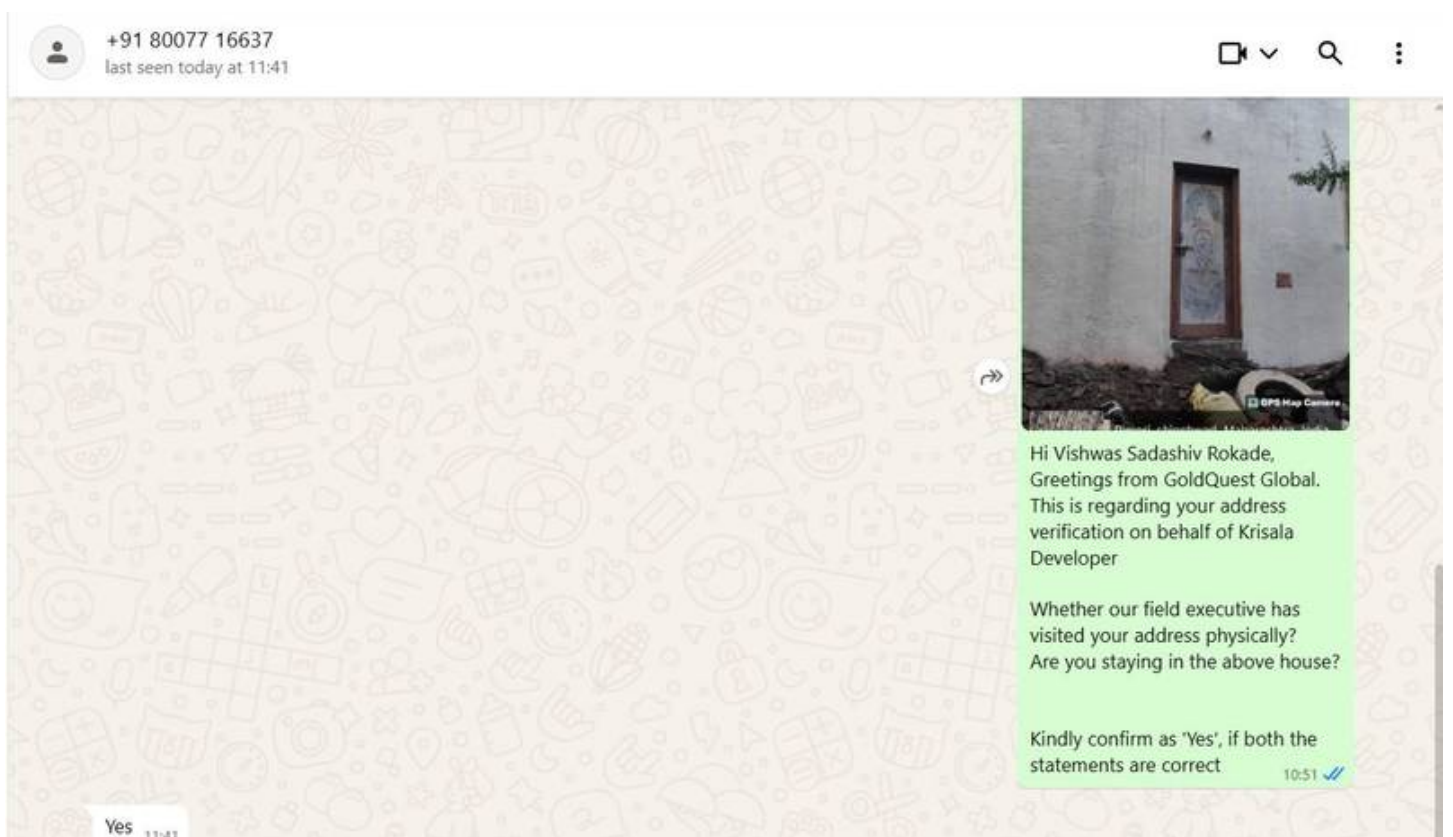 +91 80077 16637
last seen today at 11:41
GPS Map Camera
Hi Vishwas Sadashiv Rokade,
Greetings from GoldQuest Global.
This is regarding your address
verification on behalf of Krisala
Developer
Whether our field executive has
visited your address physically?
Are you staying in the above house?
Kindly confirm as 'Yes', if both the
statements are correct
10:51
Yes
11:41